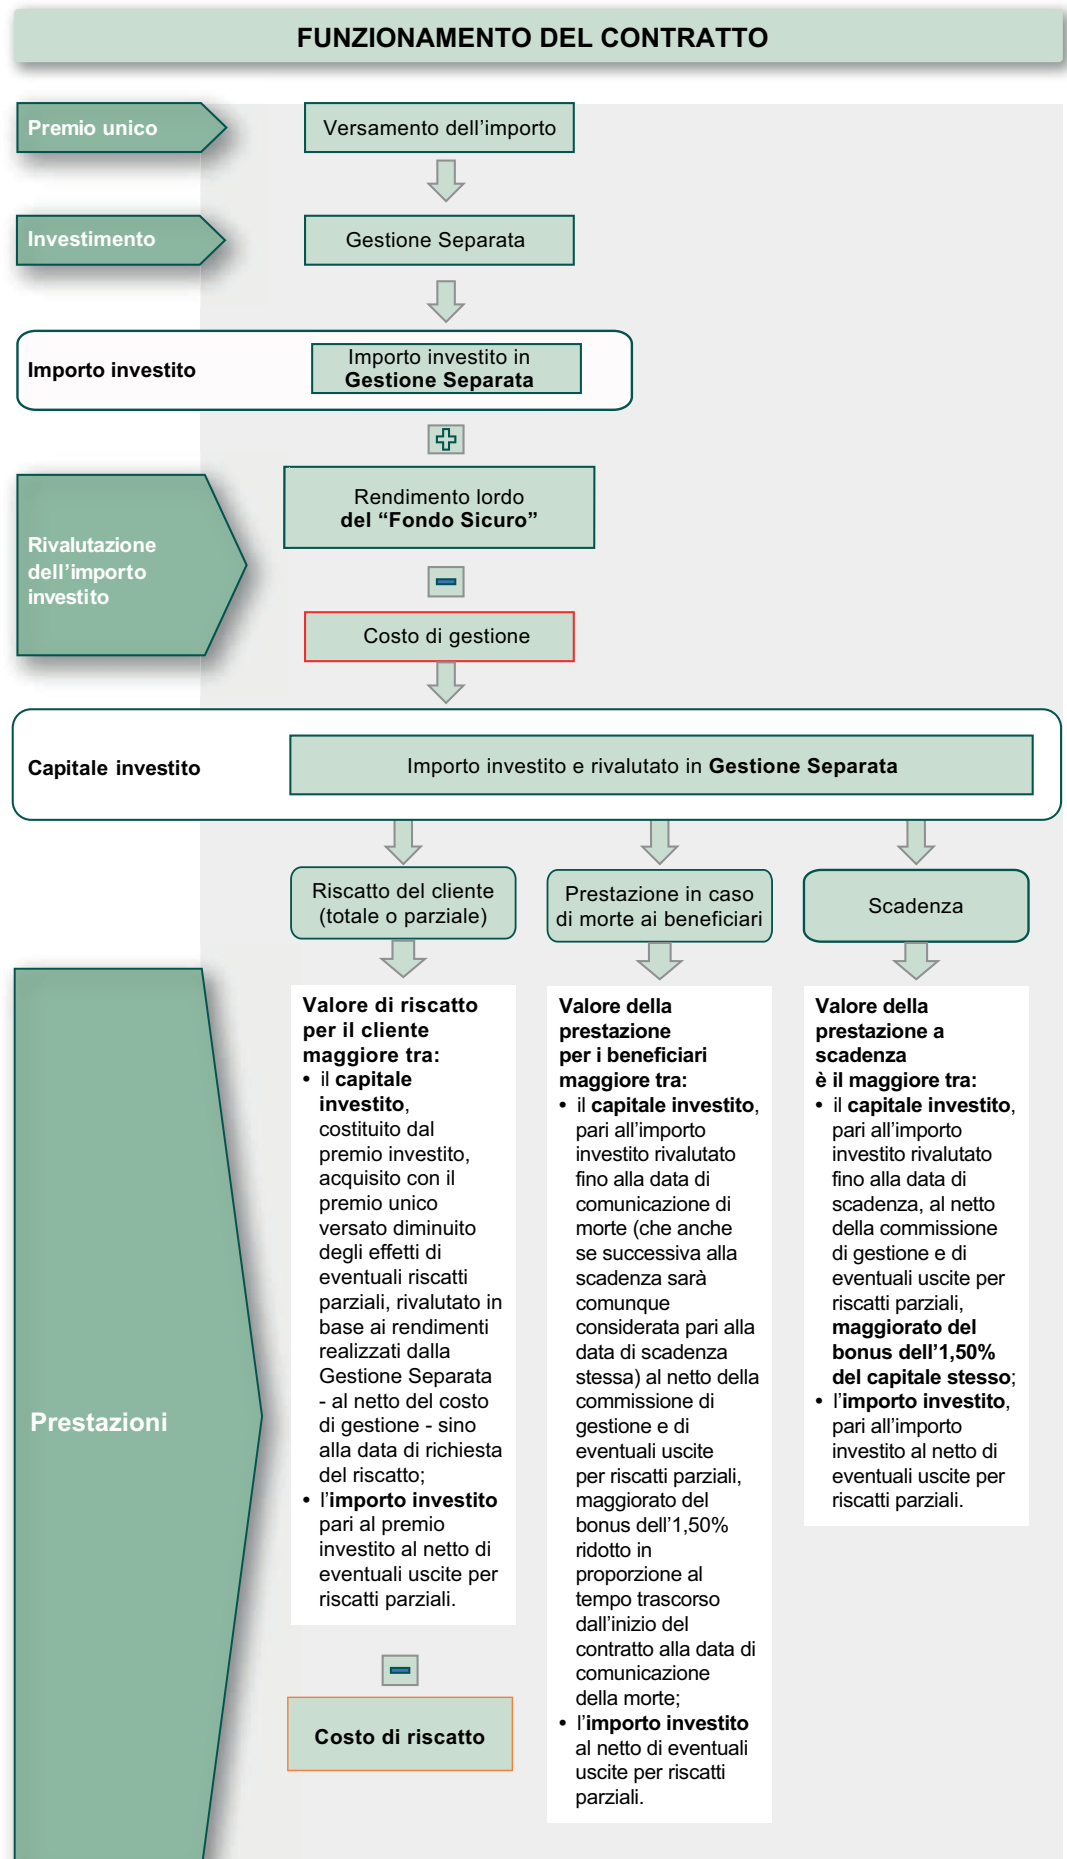 FUNZIONAMENTO DEL CONTRATTO
Premio unico
Versamento dell'importo
Investimento
Gestione Separata
Importo investito
Importo investito in
Gestione Separata
Rivalutazione
dell'importo
investito
Rendimento lordo
del “Fondo Sicuro”
Costo di gestione
Capitale investito
Importo investito e rivalutato in Gestione Separata
Riscatto del cliente
(totale o parziale)
Prestazione in caso
di morte ai beneficiari
Scadenza
Prestazioni
Valore di riscatto
per il cliente
maggiore tra:
• il capitale
investito,
costituito dal
premio investito,
acquisito con il
premio unico
versato diminuito
degli effetti di
eventuali riscatti
parziali, rivalutato in
base ai rendimenti
realizzati dalla
Gestione Separata
- al netto del costo
di gestione - sino
alla data di richiesta
del riscatto;
• l'importo investito
pari al premio
investito al netto di
eventuali uscite per
riscatti parziali.
Costo di riscatto
Valore della
prestazione
per i beneficiari
maggiore tra:
• il capitale investito,
pari all'importo
investito rivalutato
fino alla data di
comunicazione di
morte (che anche
se successiva alla
scadenza sarà
comunque
considerata pari alla
data di scadenza
stessa) al netto della
commissione di
gestione e di
eventuali uscite
per riscatti parziali,
maggiorato del
bonus dell'1,50%
ridotto in
proporzione al
tempo trascorso
dall'inizio del
contratto alla data di
comunicazione
della morte;
• l'importo investito
al netto di eventuali
uscite per riscatti
parziali.
Valore della
prestazione a
scadenza
è il maggiore tra:
• il capitale investito,
pari all'importo
investito rivalutato
fino alla data di
scadenza, al netto
della commissione
di gestione e di
eventuali uscite per
riscatti parziali,
maggiorato del
bonus dell'1,50%
del capitale stesso;
• l'importo investito,
pari all'importo
investito al netto di
eventuali uscite per
riscatti parziali.